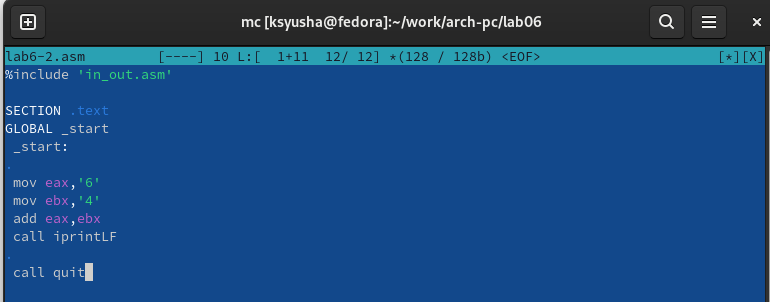 mc [ksyusha@fedora]:~/work/arch-pc/lab06
lab6-2.asm [----] 10 L:[ 1+11 12/ 12] *(128 / 128b) <EOF> [*][X]
%include 'in_out.asm'
SECTION .text
GLOBAL _start
_start:
.
mov eax,'6'
mov ebx,'4'
add eax,ebx
call iprintLF
.
call quit